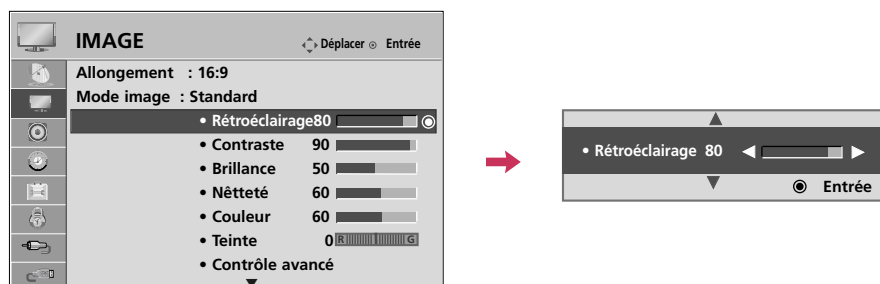 IMAGE
Déplacer Entrée
Allongement : 16:9
Mode image : Standard
• Rétroéclairage80
• Contraste 90
• Brillance 50
• Nêtteté 60
• Couleur 60
• Teinte 0 R G
• Contrôle avancé
• Rétroéclairage 80
Entrée